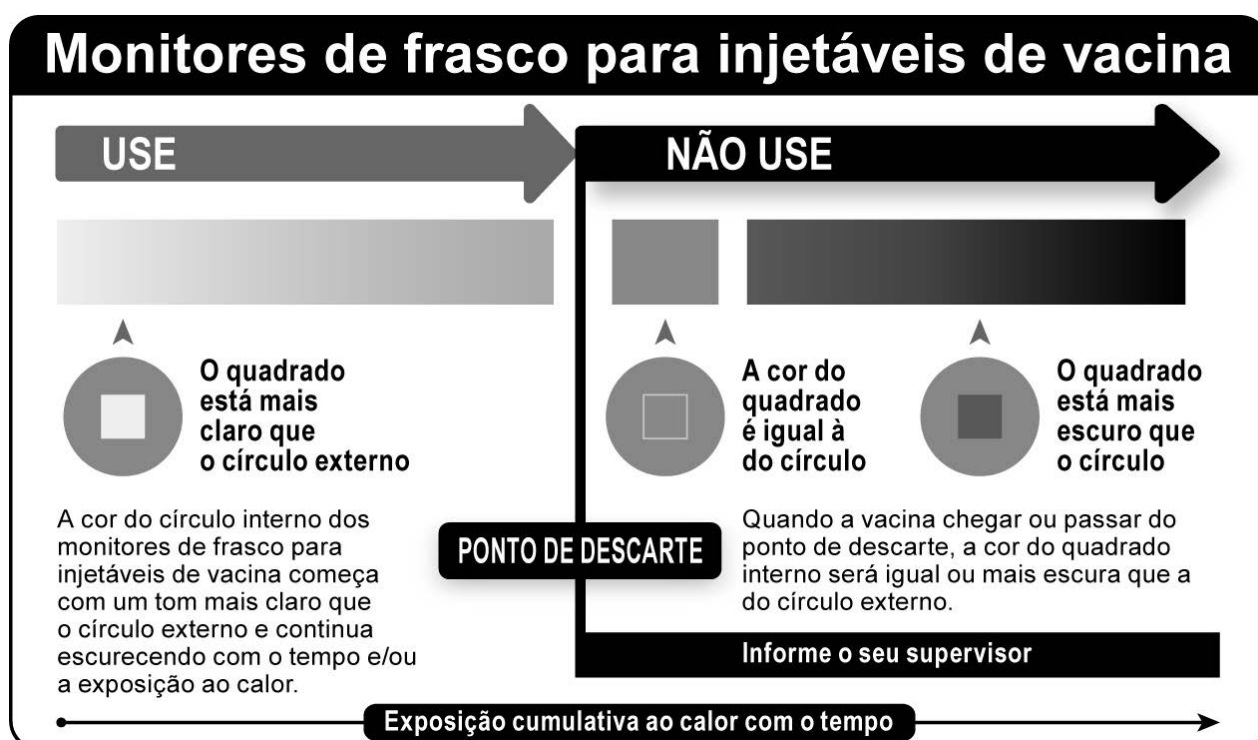 Monitores de frasco para injetáveis de vacina
USE
NÃO USE
O quadrado
está mais
claro que
o círculo externo
A cor do
quadrado
é igual à
do círculo
O quadrado
está mais
escuro que
o círculo
A cor do círculo interno dos
monitores de frasco para
injetáveis de vacina começa
com um tom mais claro que
o círculo externo e continua
escurecendo com o tempo e/ou
a exposição ao calor.
PONTO DE DESCARTE
Quando a vacina chegar ou passar do
ponto de descarte, a cor do quadrado
interno será igual ou mais escura que a
do círculo externo.
Informe o seu supervisor
Exposição cumulativa ao calor com o tempo